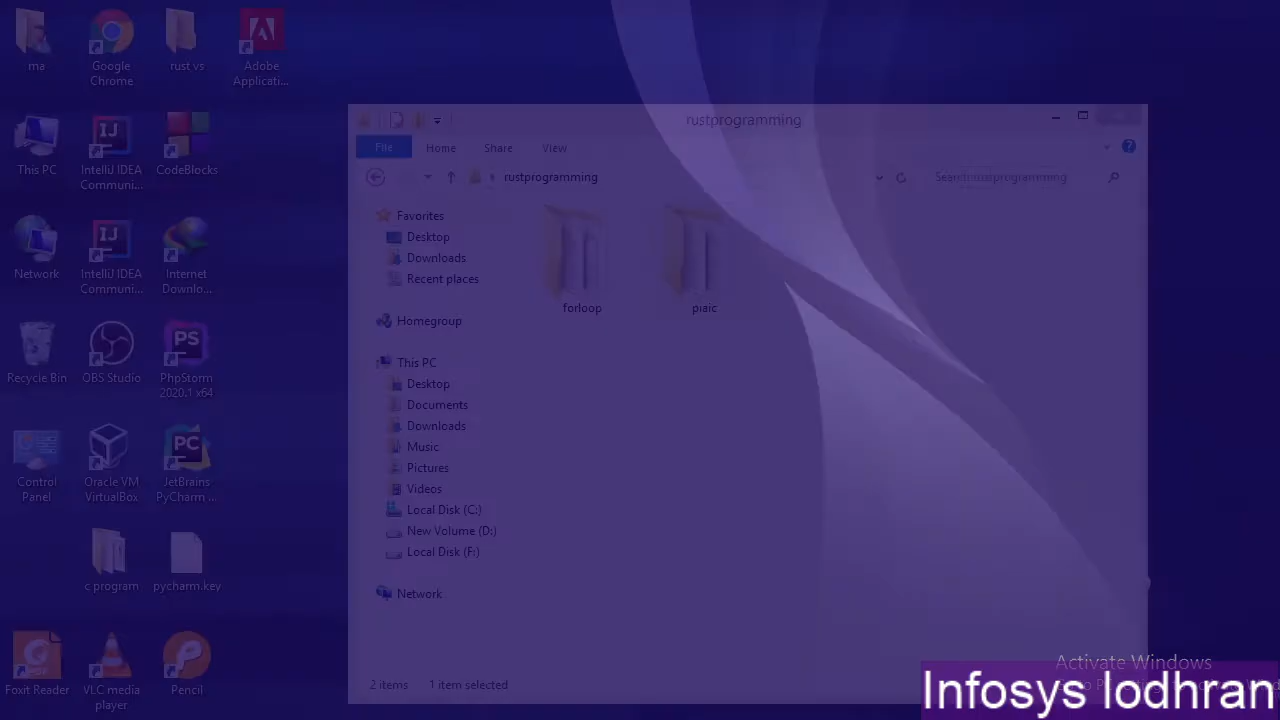 ma
Google
Chrome
rust vs
Adobe
Applicati...
This PC
IntelliJ IDEA
Communi...
CodeBlocks
Network
IntelliJ IDEA
Communi...
Internet
Downlo...
Recycle Bin
OBS Studio
PhpStorm
2020.1 x64
Control
Panel
Oracle VM
VirtualBox
JetBrains
PyCharm ...
c program
pycharm.key
Foxit Reader
VLC media
player
Pencil
rustprogramming
File
Home
Share
View
rustprogramming
Search rustprogramming
Favorites
Desktop
Downloads
Recent places
Homegroup
This PC
Desktop
Documents
Downloads
Music
Pictures
Videos
Local Disk (C:)
New Volume (D:)
Local Disk (F:)
Network
forloop
piaic
2 items
1 item selected
Activate Windows
Infosys lodhran